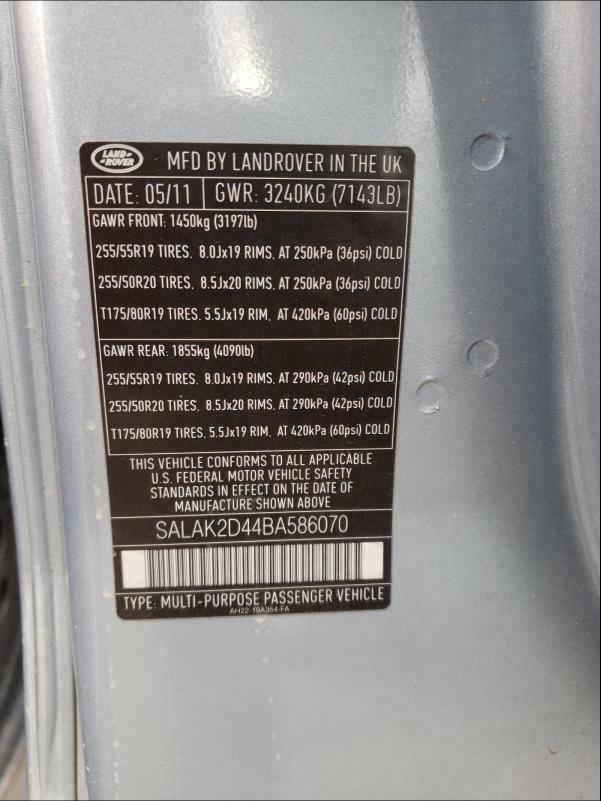 LAND-
-ROVER
MFD BY LANDROVER IN THE UK
DATE: 05/11 GWR: 3240KG (7143LB)
GAWR FRONT: 1450kg (3197lb)
255/55R19 TIRES. 8.0Jx19 RIMS. AT 250kPa (36psi) COLD
255/50R20 TIRES. 8.5Jx20 RIMS. AT 250kPa (36psi) COLD
T175/80R19 TIRES. 5.5Jx19 RIM. AT 420kPa (60psi) COLD
GAWR REAR: 1855kg (4090lb)
255/55R19 TIRES. 8.0Jx19 RIMS. AT 290kPa (42psi) COLD
255/50R20 TIRES. 8.5Jx20 RIMS. AT 290kPa (42psi) COLD
T175/80R19 TIRES. 5.5Jx19 RIM. AT 420kPa (60psi) COLD
THIS VEHICLE CONFORMS TO ALL APPLICABLE
U.S. FEDERAL MOTOR VEHICLE SAFETY
STANDARDS IN EFFECT ON THE DATE OF
MANUFACTURE SHOWN ABOVE
SALAK2D44BA586070
TYPE: MULTI-PURPOSE PASSENGER VEHICLE
AH22-19A354-FA